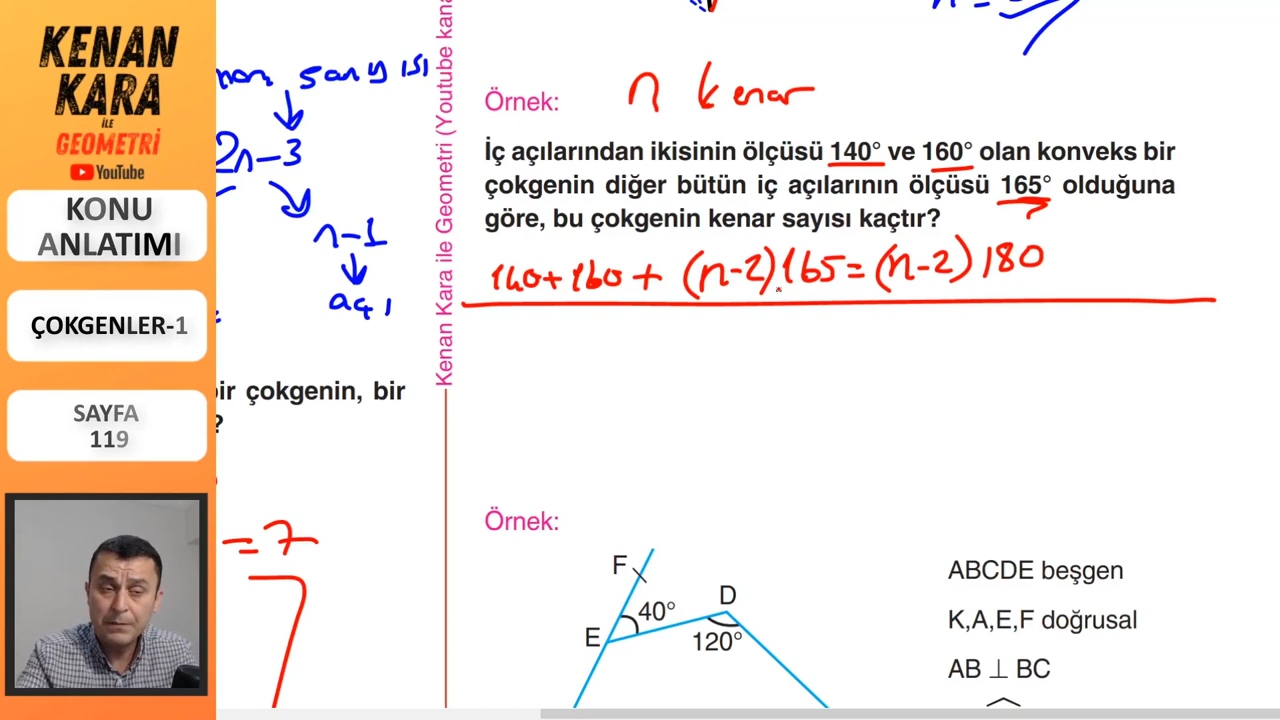 KENAN
KARA
İLE
GEOMETRİ
YouTube
KONU
ANLATIMI
ÇOKGENLER-1
SAYFA
119
sayısı
2n-3
n-1
açı
bir çokgenin, bir
?
= 7
Kenan Kara ile Geometri (Youtube kana
n =
Örnek:
n kenar
İç açılarından ikisinin ölçüsü 140° ve 160° olan konveks bir
çokgenin diğer bütün iç açılarının ölçüsü 165° olduğuna
göre, bu çokgenin kenar sayısı kaçtır?
140+160+(n-2).165=(n-2)180
Örnek:
F
40°
D
E
120°
ABCDE beşgen
K,A,E,F doğrusal
AB ⊥ BC